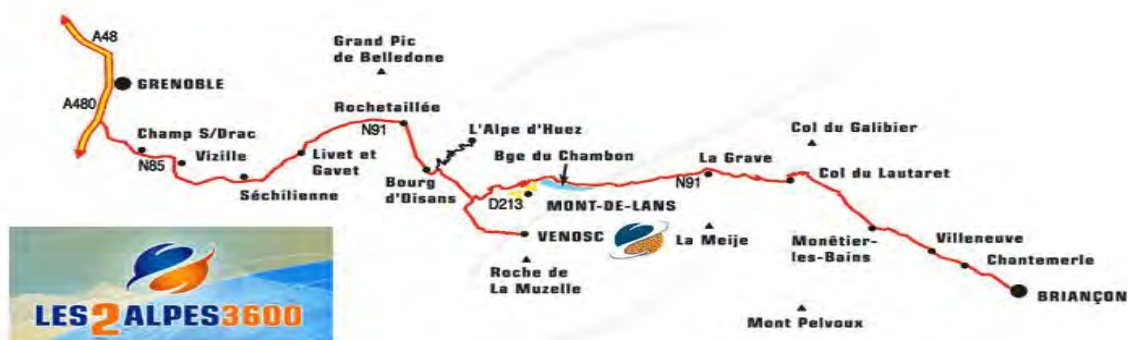 A48
GRENOBLE
A480
Grand Pic
de Belledone
Rochetaillée
N91
Champ S/Drac
Vizille
N85
Séchilienne
Livet et
Gavet
L'Alpe d'Huez
Bourg
d'Oisans
Bge du Chambon
D213
MONT-DE-LANS
VENOSC
Roche de
La Muzelle
La Grave
N91
La Meije
Col du Galibier
Col du Lautaret
Monêtier-
les-Bains
Villeneuve
Chantemerle
BRIANÇON
Mont Pelvoux
LES2ALPES3600